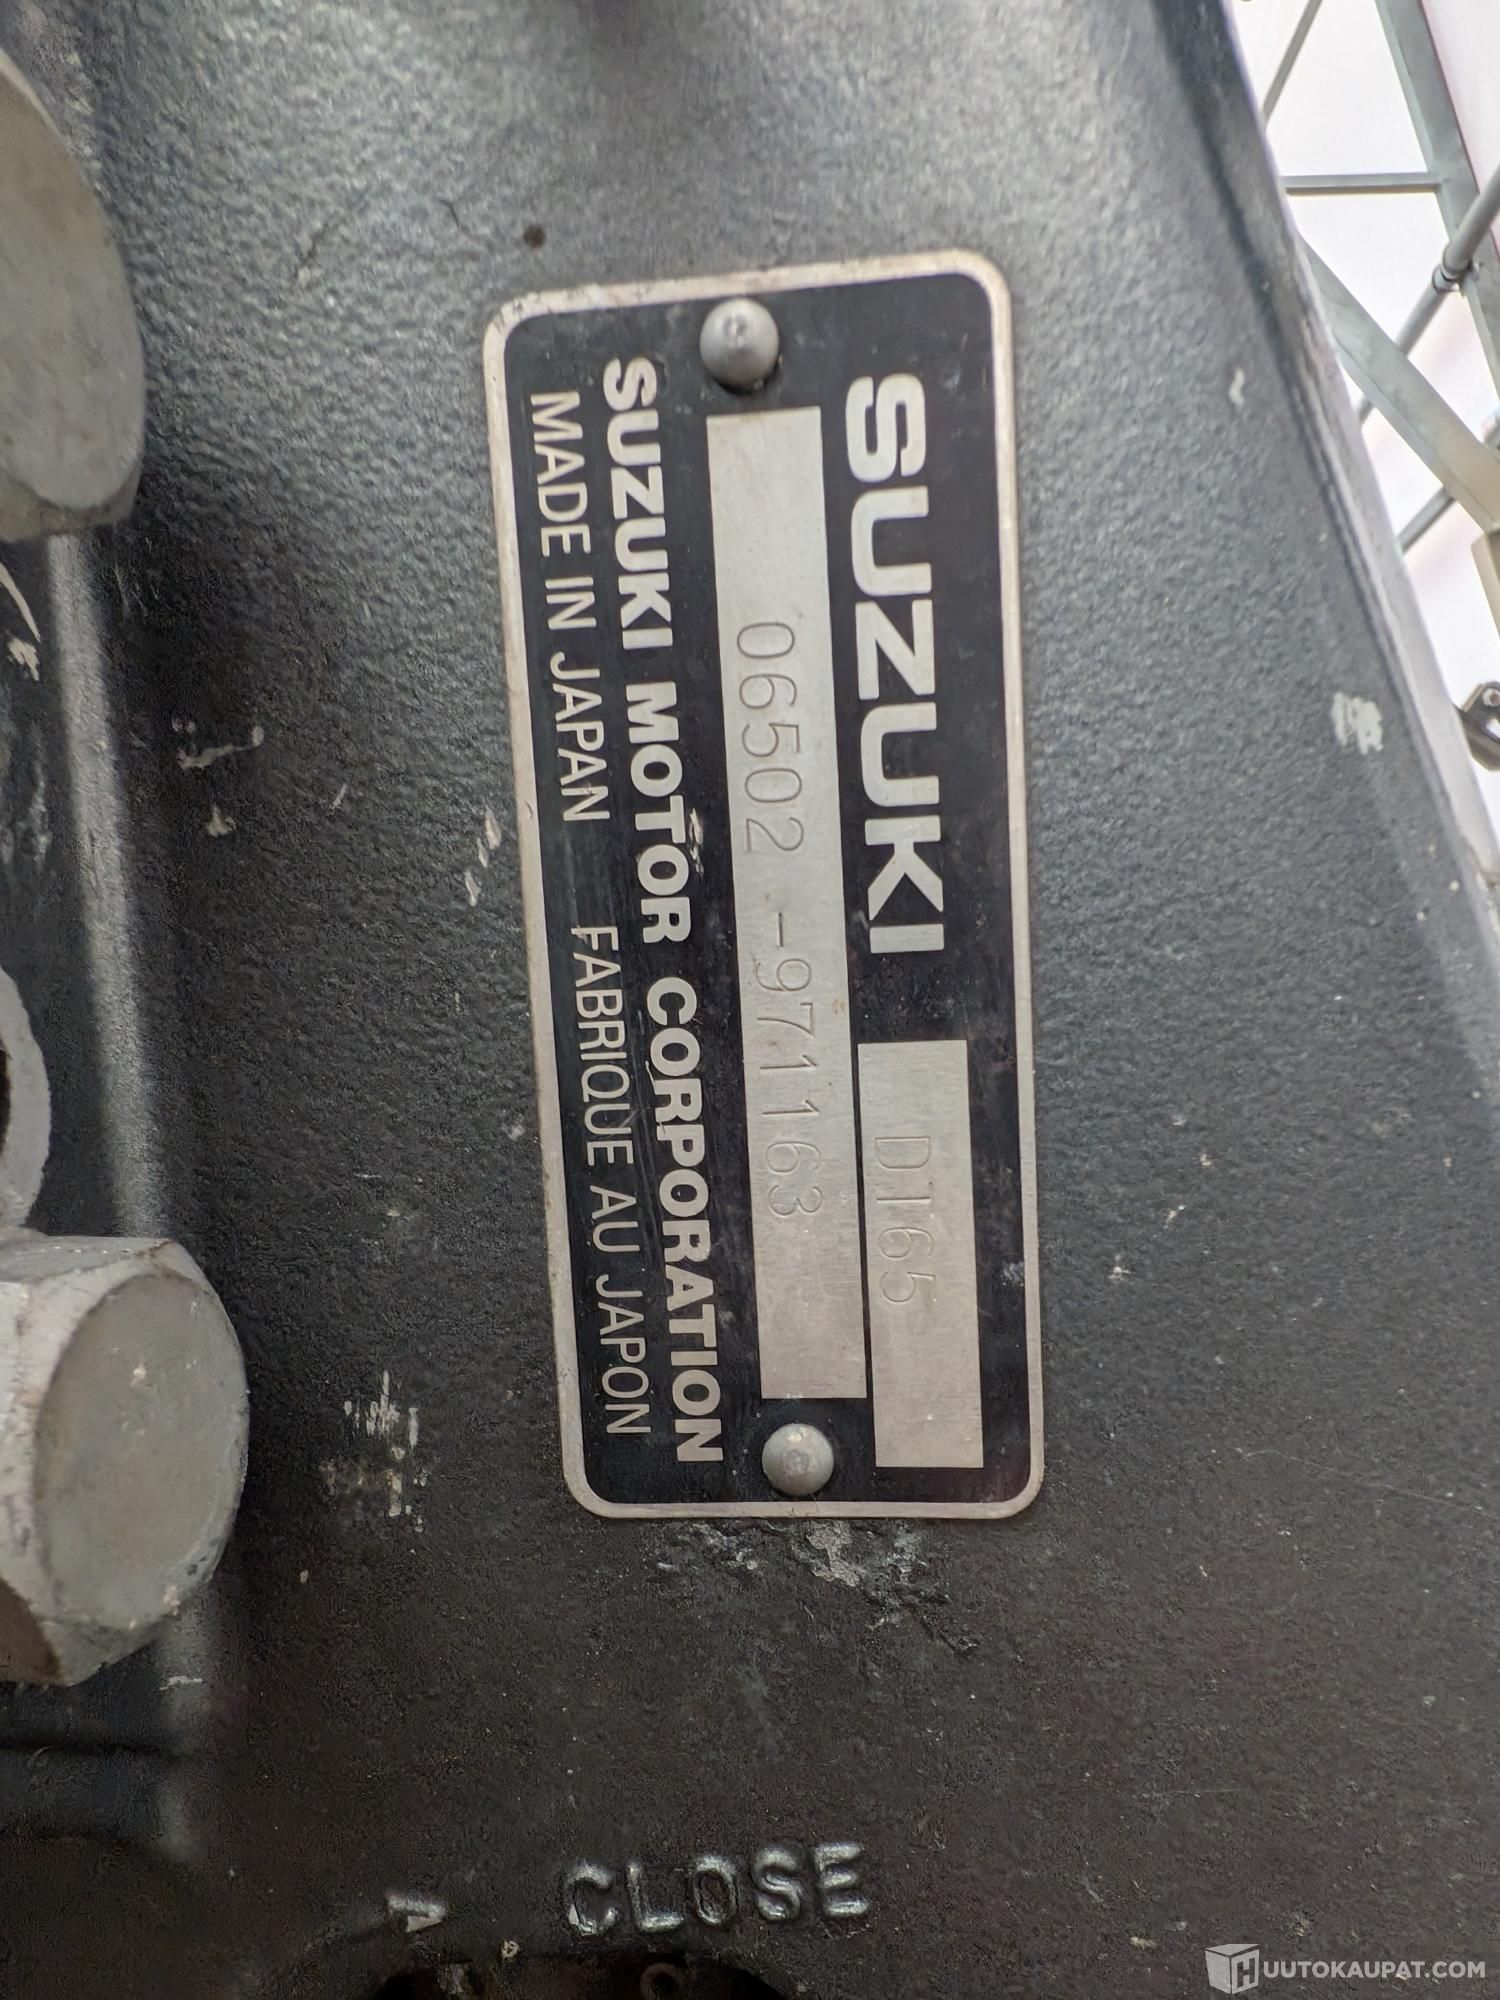 SUZUKI
DT65
06502-971163
SUZUKI MOTOR CORPORATION
MADE IN JAPAN FABRIQUE AU JAPON
CLOSE
HUUTOKAUPAT.COM